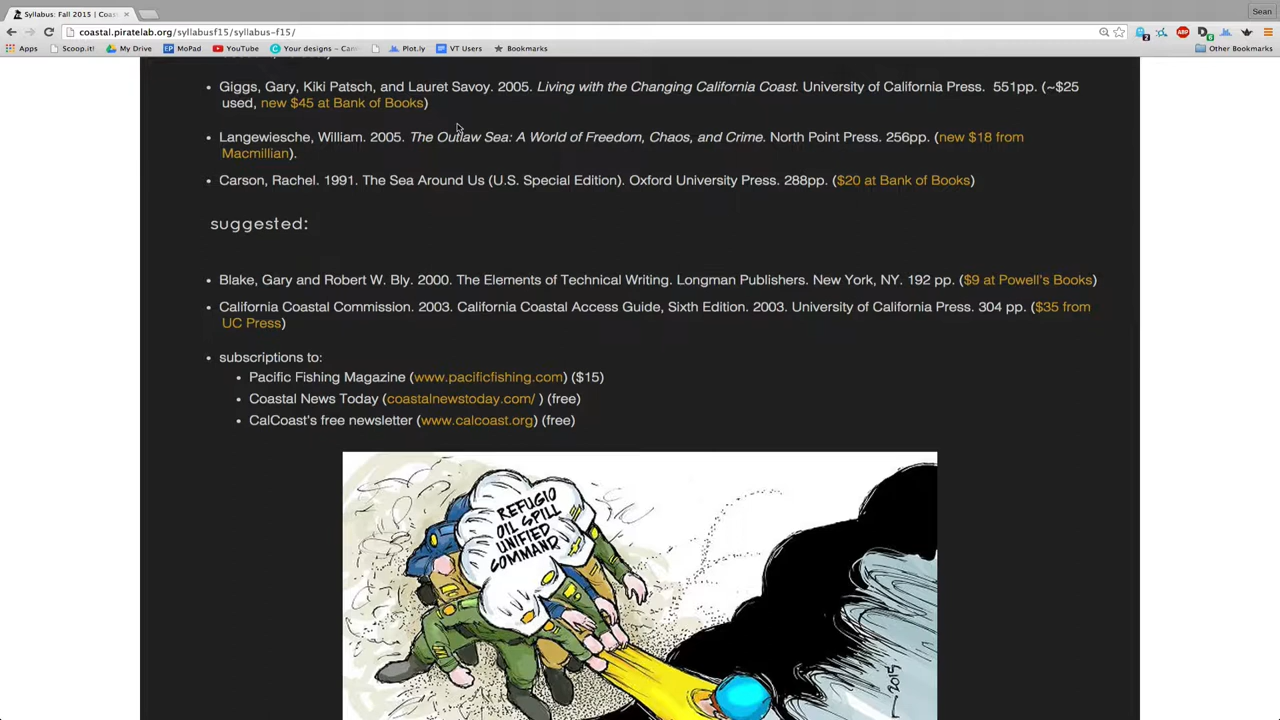 Syllabus: Fall 2015 | Coast
Sean
coastal.piratelab.org/syllabusf15/syllabus-f15/
Apps Scoop.it! My Drive MoPad YouTube Your designs – Can Plot.ly VT Users Bookmarks Other Bookmarks
• Giggs, Gary, Kiki Patsch, and Lauret Savoy. 2005. Living with the Changing California Coast. University of California Press. 551pp. (~$25
used, new $45 at Bank of Books)
• Langewiesche, William. 2005. The Outlaw Sea: A World of Freedom, Chaos, and Crime. North Point Press. 256pp. (new $18 from
Macmillian).
• Carson, Rachel. 1991. The Sea Around Us (U.S. Special Edition). Oxford University Press. 288pp. ($20 at Bank of Books)
suggested:
• Blake, Gary and Robert W. Bly. 2000. The Elements of Technical Writing. Longman Publishers. New York, NY. 192 pp. ($9 at Powell's Books)
• California Coastal Commission. 2003. California Coastal Access Guide, Sixth Edition. 2003. University of California Press. 304 pp. ($35 from
UC Press)
• subscriptions to:
• Pacific Fishing Magazine (www.pacificfishing.com) ($15)
• Coastal News Today (coastalnewstoday.com/ ) (free)
• CalCoast's free newsletter (www.calcoast.org) (free)
REFUGIO
OIL SPILL
UNIFIED
COMMAND
2015